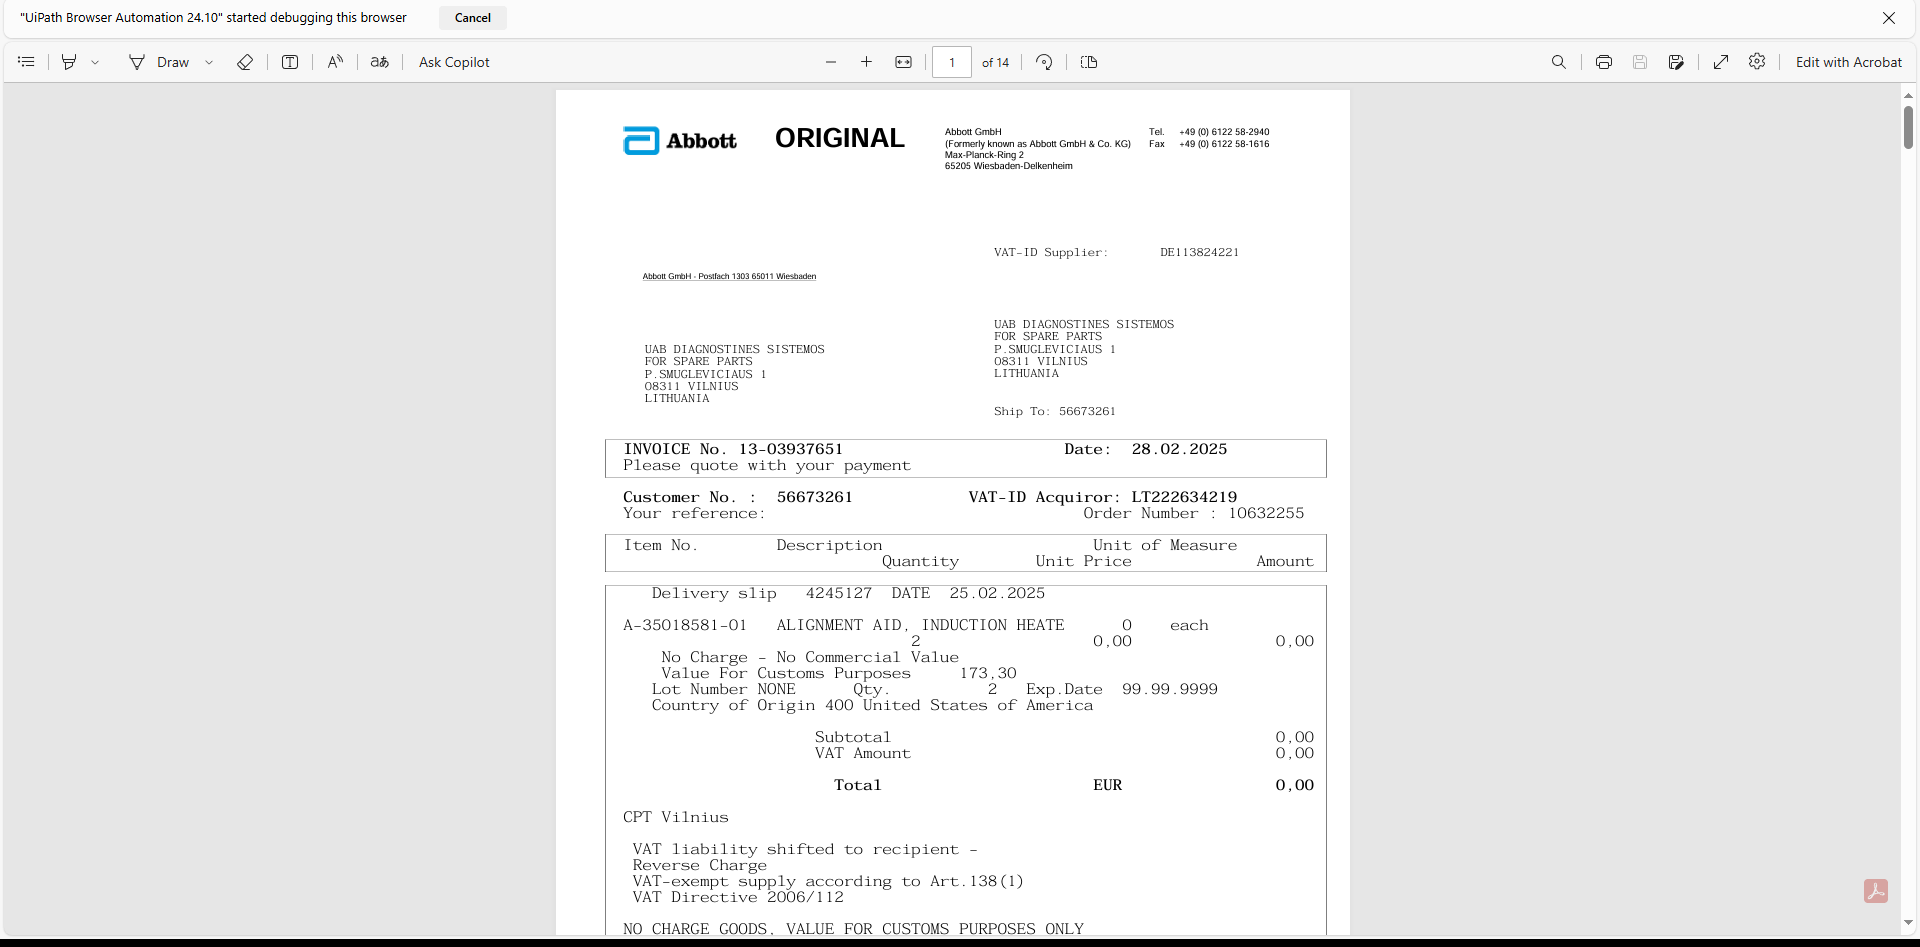 "UiPath Browser Automation 24.10" started debugging this browser Cancel
Draw aあ Ask Copilot 1 of 14 Edit with Acrobat
Abbott ORIGINAL
Abbott GmbH Tel. +49 (0) 6122 58-2940
(Formerly known as Abbott GmbH & Co. KG) Fax +49 (0) 6122 58-1616
Max-Planck-Ring 2
65205 Wiesbaden-Delkenheim
VAT-ID Supplier: DE113824221
Abbott GmbH - Postfach 1303 65011 Wiesbaden
UAB DIAGNOSTINES SISTEMOS
FOR SPARE PARTS
P.SMUGLEVICIAUS 1
08311 VILNIUS
LITHUANIA
UAB DIAGNOSTINES SISTEMOS
FOR SPARE PARTS
P.SMUGLEVICIAUS 1
08311 VILNIUS
LITHUANIA
Ship To: 56673261
INVOICE No. 13-03937651 Date: 28.02.2025
Please quote with your payment
Customer No. : 56673261 VAT-ID Acquiror: LT222634219
Your reference: Order Number : 10632255
Item No. Description Unit of Measure
Quantity Unit Price Amount
Delivery slip 4245127 DATE 25.02.2025
A-35018581-01 ALIGNMENT AID, INDUCTION HEATE 0 each
2 0,00 0,00
No Charge - No Commercial Value
Value For Customs Purposes 173,30
Lot Number NONE Qty. 2 Exp.Date 99.99.9999
Country of Origin 400 United States of America
Subtotal 0,00
VAT Amount 0,00
Total EUR 0,00
CPT Vilnius
VAT liability shifted to recipient -
Reverse Charge
VAT-exempt supply according to Art.138(1)
VAT Directive 2006/112
NO CHARGE GOODS, VALUE FOR CUSTOMS PURPOSES ONLY